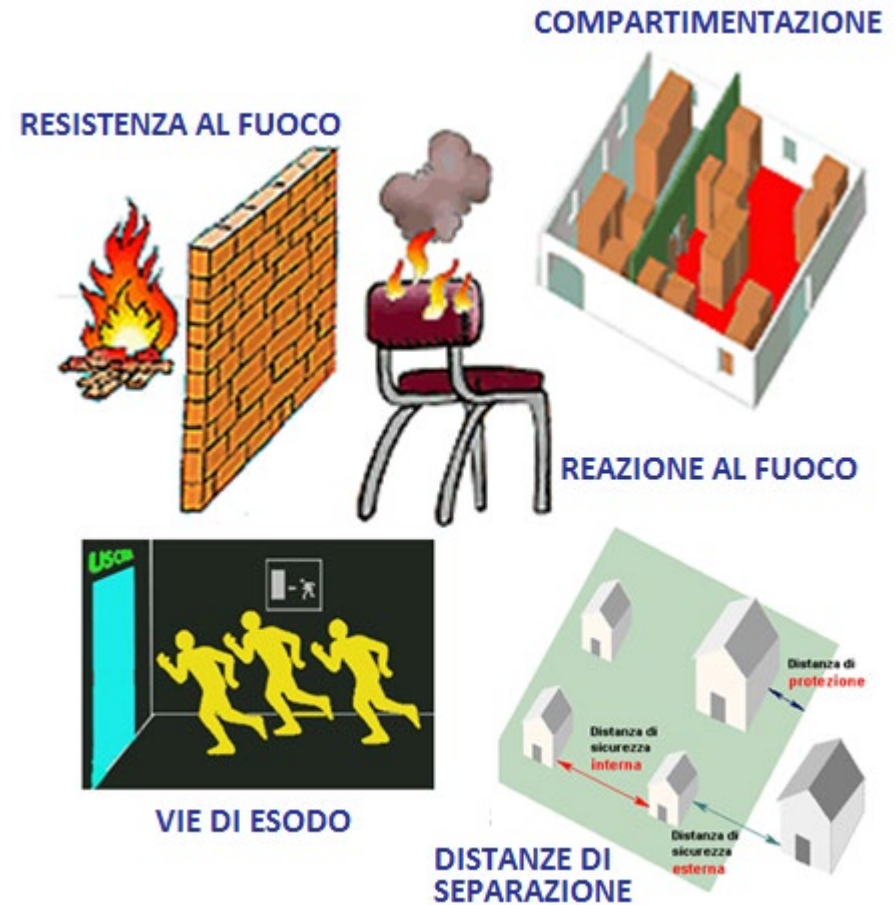 COMPARTIMENTAZIONE
RESISTENZA AL FUOCO
REAZIONE AL FUOCO
USCITA
VIE DI ESODO
Distanza di
protezione
Distanza di
sicurezza
interna
Distanza di
sicurezza
esterna
DISTANZE DI
SEPARAZIONE